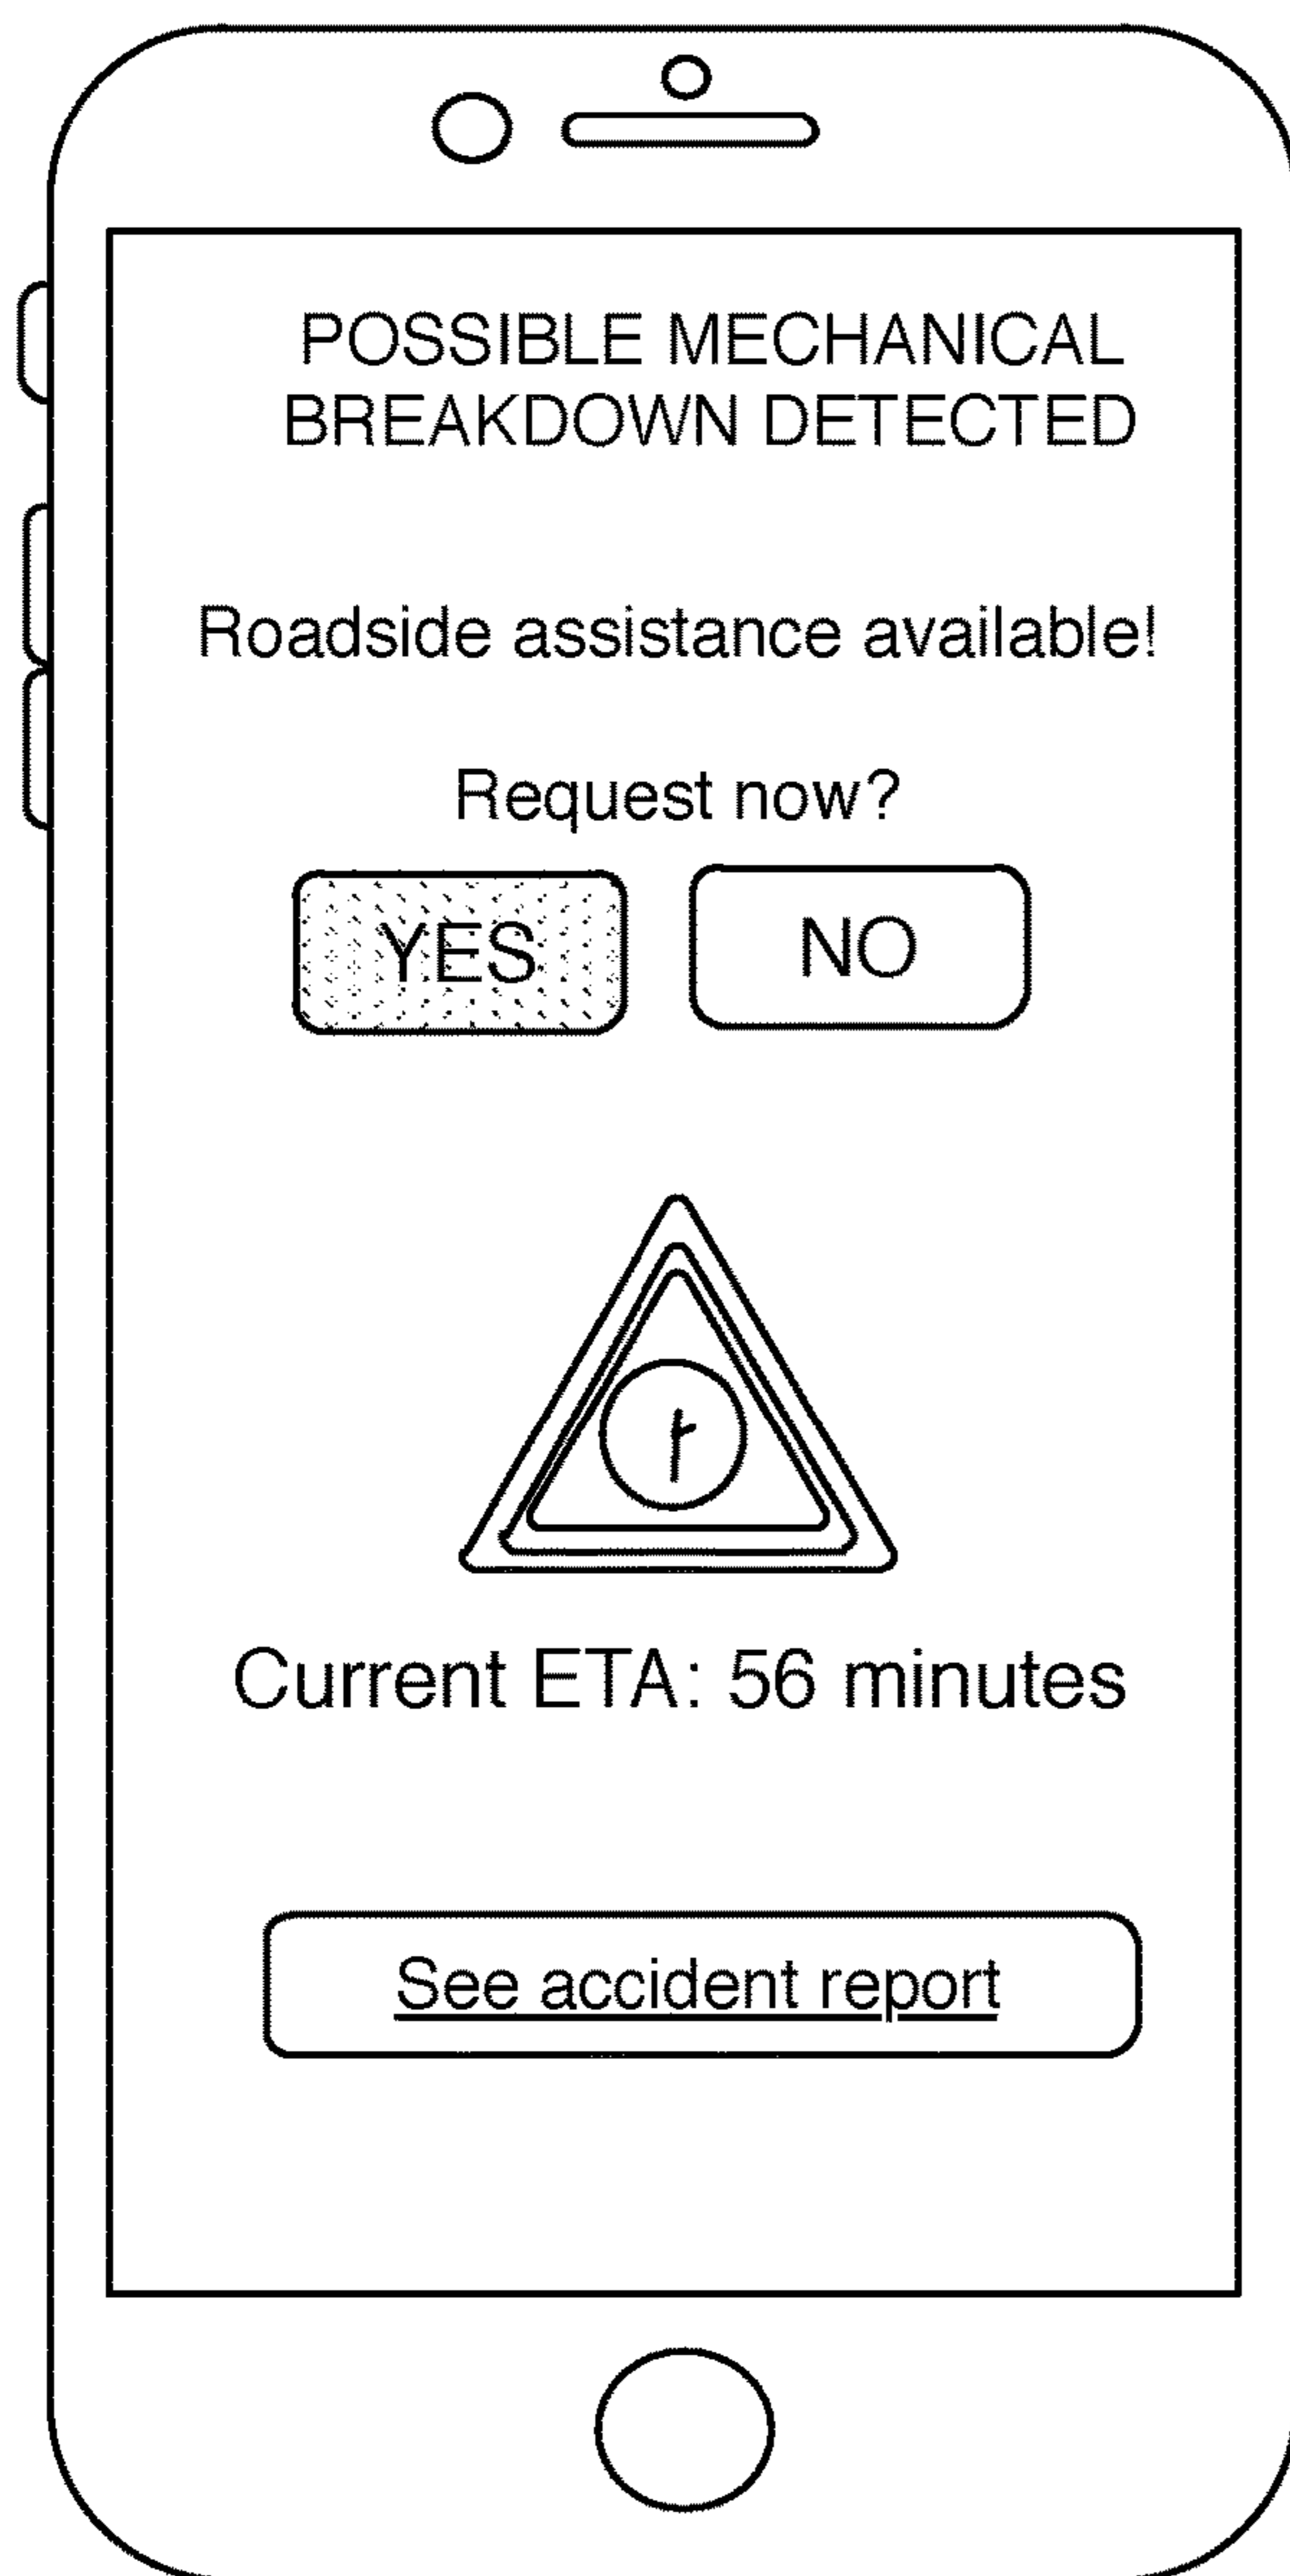 POSSIBLE MECHANICAL
BREAKDOWN DETECTED
Roadside assistance available!
Request now?
YES NO
Current ETA: 56 minutes
See accident report